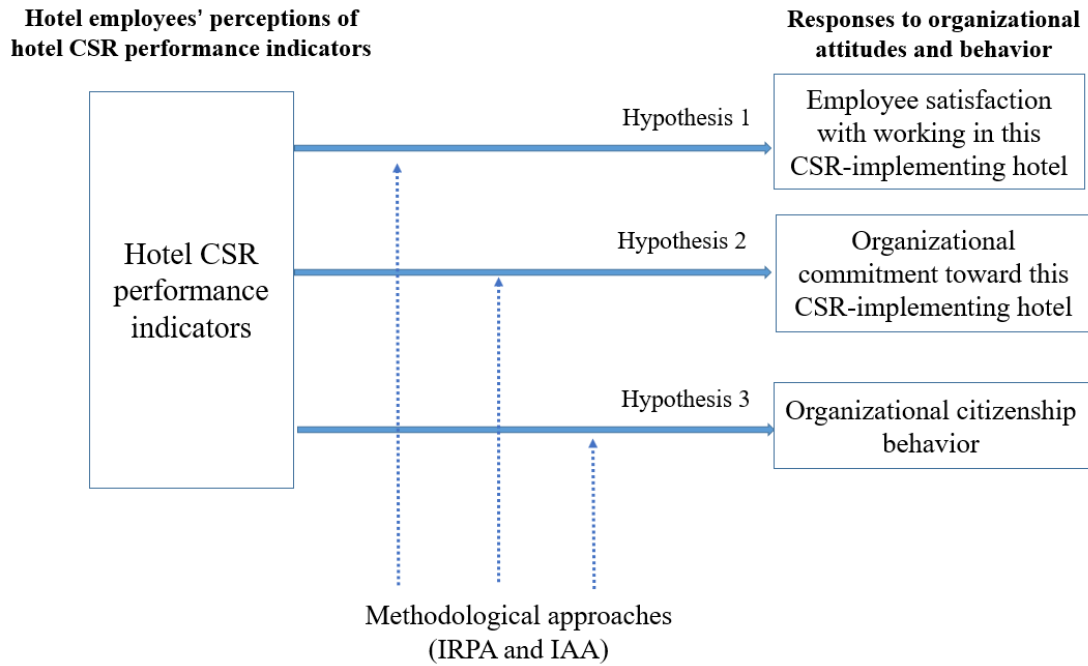 Hotel employees’ perceptions of
hotel CSR performance indicators
Responses to organizational
attitudes and behavior
Hotel CSR
performance
indicators
Hypothesis 1
Employee satisfaction
with working in this
CSR-implementing hotel
Hypothesis 2
Organizational
commitment toward this
CSR-implementing hotel
Hypothesis 3
Organizational citizenship
behavior
Methodological approaches
(IRPA and IAA)